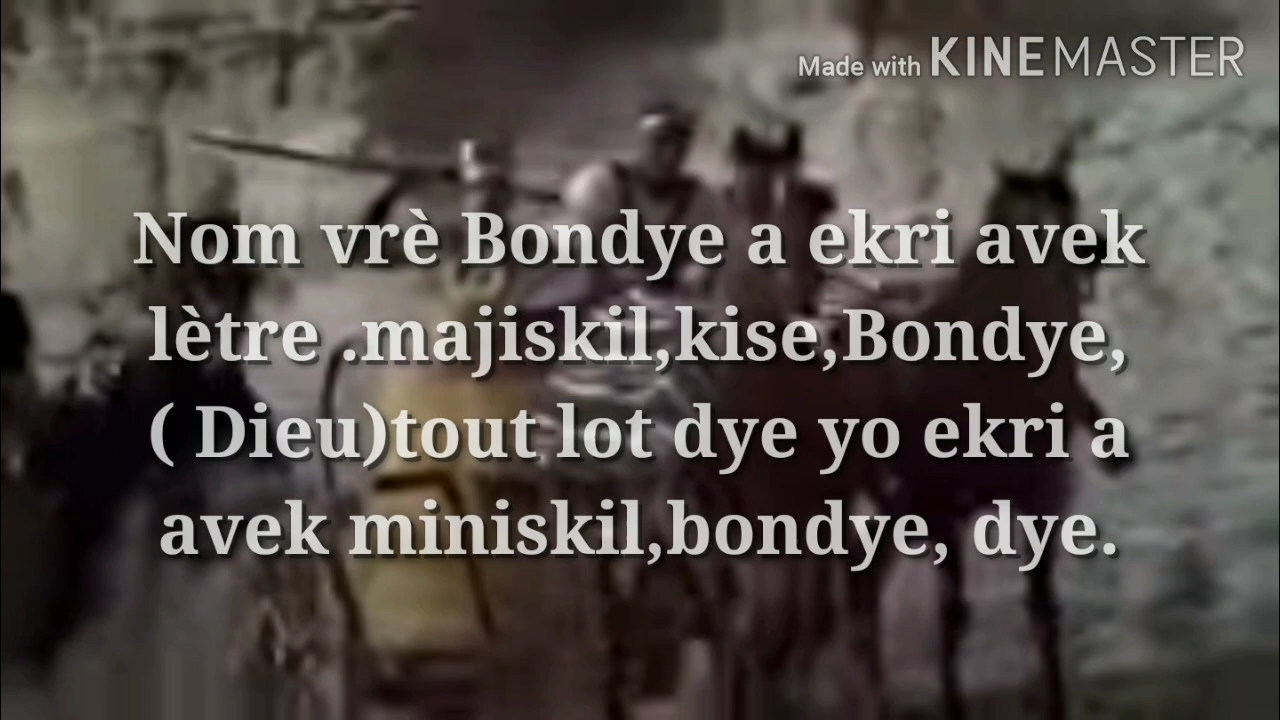 Made with KINEMASTER
Nom vrè Bondye a ekri avek
lètre .majiskil,kise,Bondye,
( Dieu)tout lot dye yo ekri a
avek miniskil,bondye, dye.